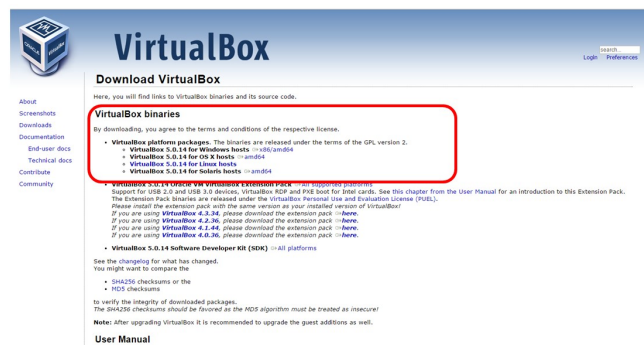 VirtualBox
search...
Login Preferences
Download VirtualBox
Here, you will find links to VirtualBox binaries and its source code.
About
Screenshots
Downloads
Documentation
End-user docs
Technical docs
Contribute
Community
VirtualBox binaries
By downloading, you agree to the terms and conditions of the respective license.
• VirtualBox platform packages. The binaries are released under the terms of the GPL version 2.
VirtualBox 5.0.14 for Windows hosts x86/amd64
VirtualBox 5.0.14 for OS X hosts amd64
VirtualBox 5.0.14 for Linux hosts
VirtualBox 5.0.14 for Solaris hosts amd64
• VirtualBox 5.0.14 Oracle VM VirtualBox Extension Pack All supported platforms
Support for USB 2.0 and USB 3.0 devices, VirtualBox RDP and PXE boot for Intel cards. See this chapter from the User Manual for an introduction to this Extension Pack.
The Extension Pack binaries are released under the VirtualBox Personal Use and Evaluation License (PUEL).
Please install the extension pack with the same version as your installed version of VirtualBox!
If you are using VirtualBox 4.3.34, please download the extension pack here.
If you are using VirtualBox 4.2.36, please download the extension pack here.
If you are using VirtualBox 4.1.44, please download the extension pack here.
If you are using VirtualBox 4.0.36, please download the extension pack here.
• VirtualBox 5.0.14 Software Developer Kit (SDK) All platforms
See the changelog for what has changed.
You might want to compare the
• SHA256 checksums or the
• MD5 checksums
to verify the integrity of downloaded packages.
The SHA256 checksums should be favored as the MD5 algorithm must be treated as insecure!
Note: After upgrading VirtualBox it is recommended to upgrade the guest additions as well.
User Manual